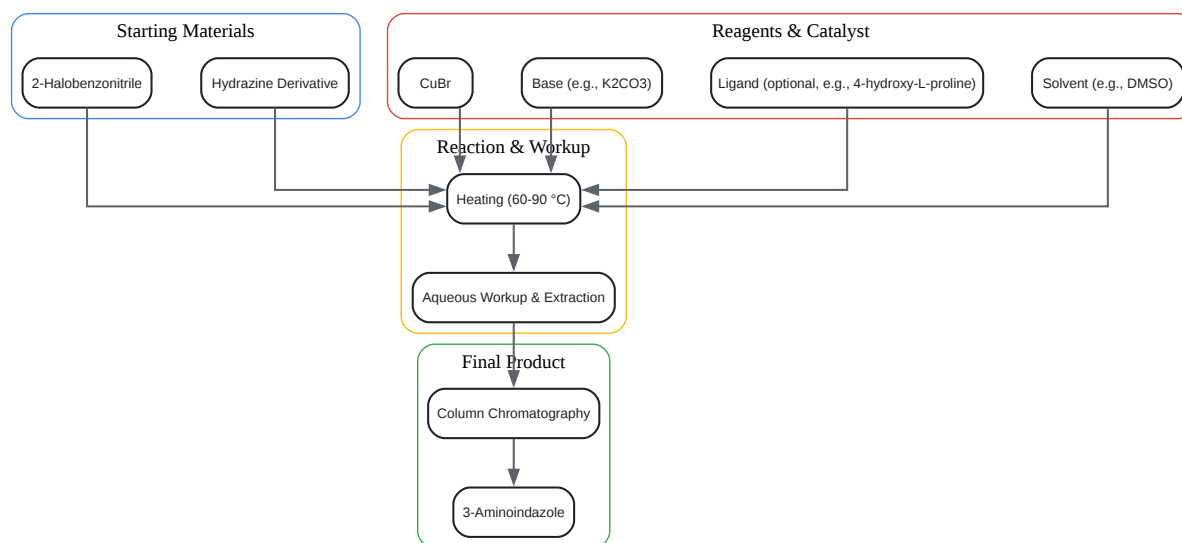 Starting Materials
Reagents & Catalyst
2-Halobenzonitrile
Hydrazine Derivative
CuBr
Base (e.g., K2CO3)
Ligand (optional, e.g., 4-hydroxy-L-proline)
Solvent (e.g., DMSO)
Reaction & Workup
Heating (60-90 °C)
Aqueous Workup & Extraction
Final Product
Column Chromatography
3-Aminoindazole